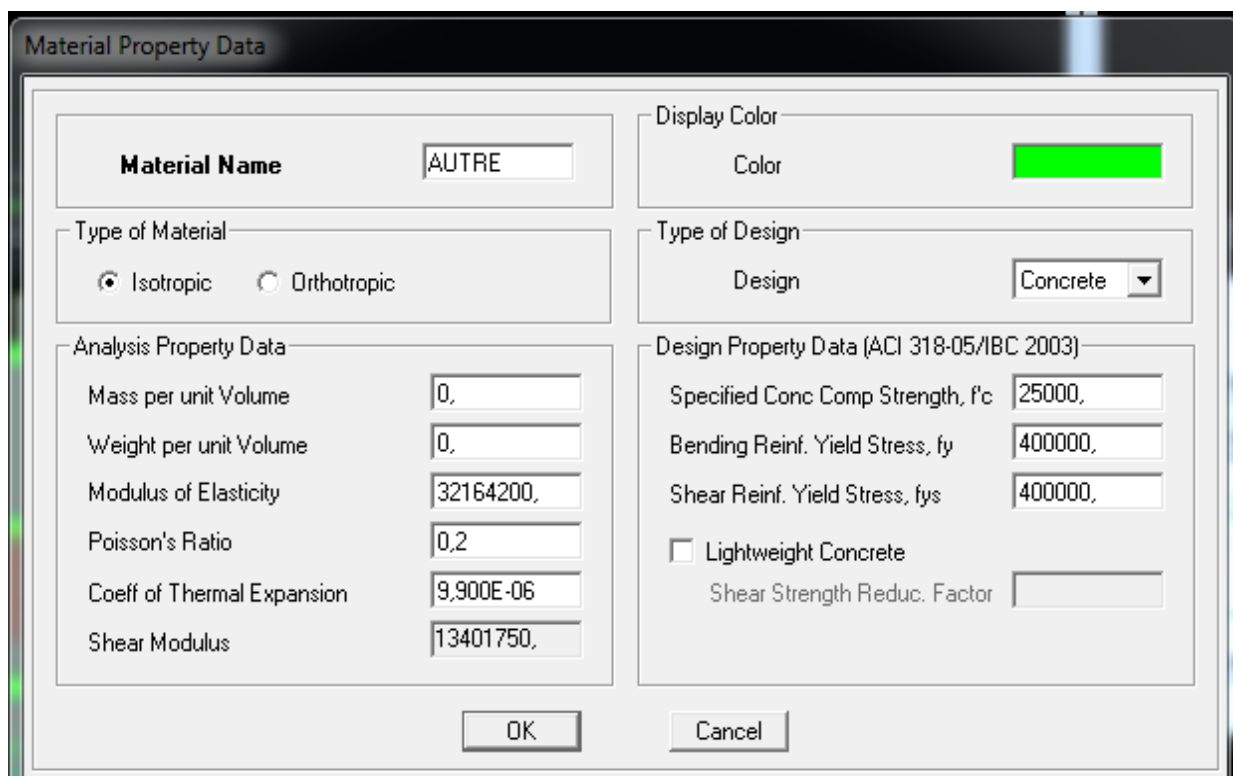 Material Property Data
Material Name AUTRE
Display Color
Color
Type of Material
Isotropic Orthotropic
Type of Design
Design Concrete
Analysis Property Data
Mass per unit Volume 0,
Weight per unit Volume 0,
Modulus of Elasticity 32164200,
Poisson's Ratio 0,2
Coeff of Thermal Expansion 9,900E-06
Shear Modulus 13401750,
Design Property Data (ACI 318-05/IBC 2003)
Specified Conc Comp Strength, f'c 25000,
Bending Reinf. Yield Stress, fy 400000,
Shear Reinf. Yield Stress, fys 400000,
Lightweight Concrete
Shear Strength Reduc. Factor
OK Cancel